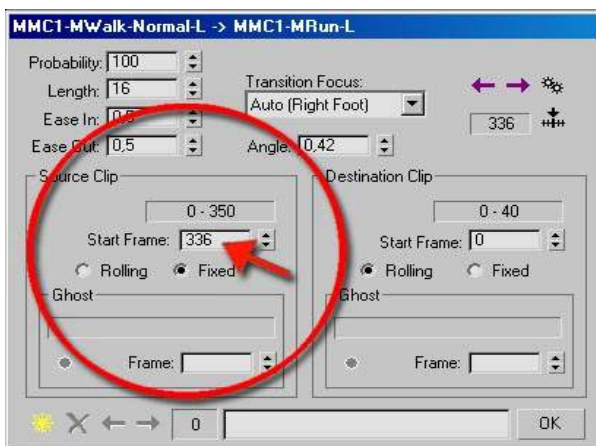 MMC1-MWalk-Normal-L -> MMC1-MRun-L
Probability: 100
Length: 16
Transition Focus:
Auto (Right Foot)
Ease In: 0,5
336
Ease Out: 0,5
Angle: 0,42
Source Clip
Destination Clip
0 - 350
0 - 40
Start Frame: 336
Start Frame: 0
Rolling
Fixed
Rolling
Fixed
Ghost
Ghost
Frame:
Frame:
0
OK